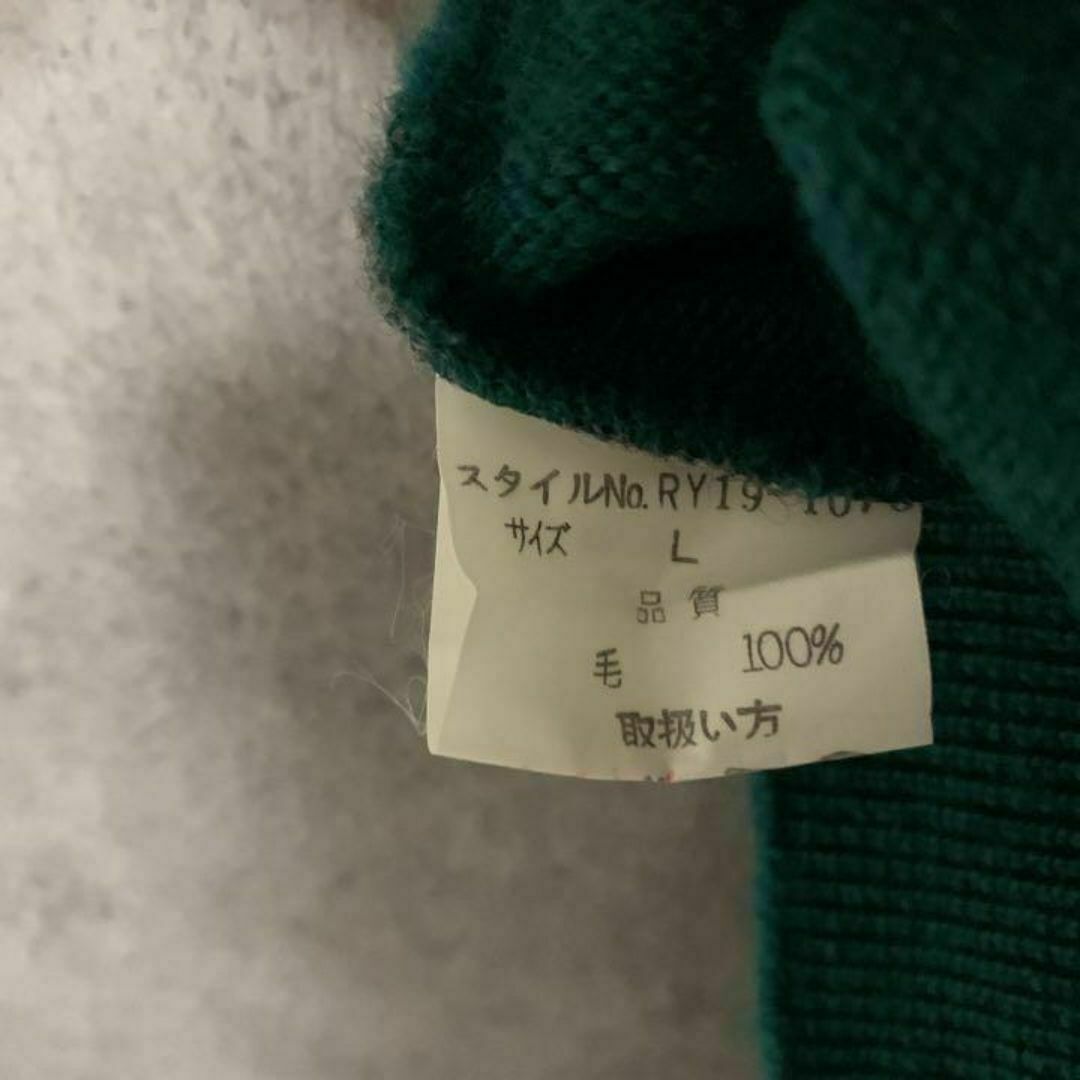 スタイルNo.RY19
サイズ L
品質
毛 100%
取扱い方